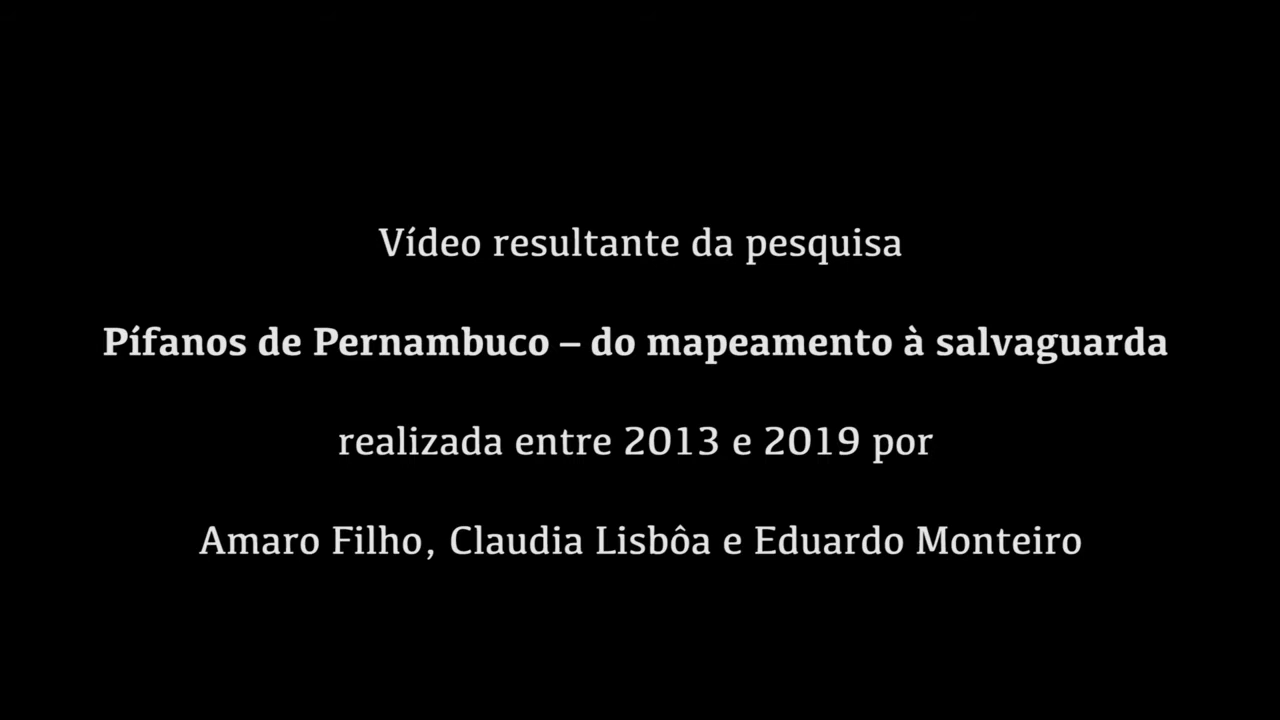 Vídeo resultante da pesquisa
Pífanos de Pernambuco – do mapeamento à salvaguarda
realizada entre 2013 e 2019 por
Amaro Filho, Claudia Lisbôa e Eduardo Monteiro